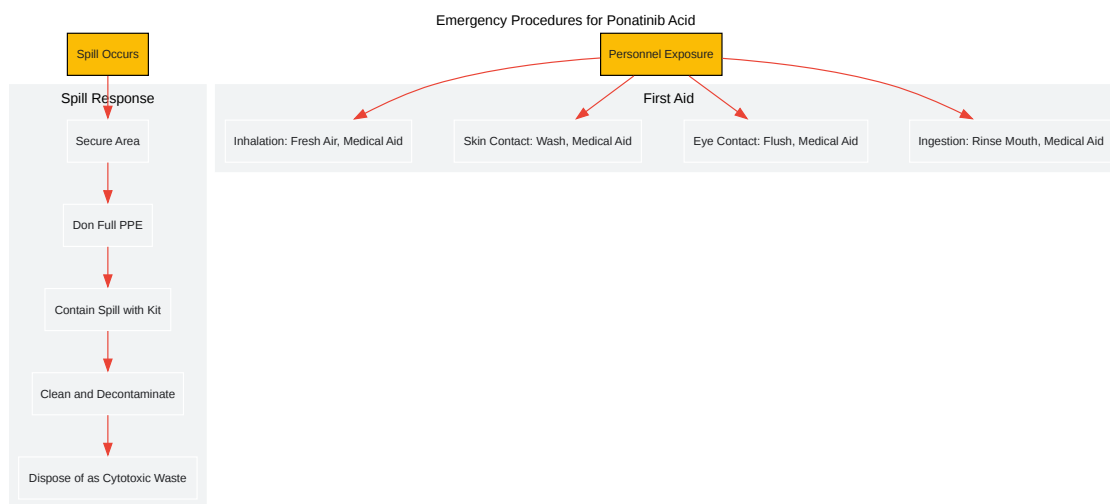 Emergency Procedures for Ponatinib Acid
Spill Occurs
Spill Response
Secure Area
Don Full PPE
Contain Spill with Kit
Clean and Decontaminate
Dispose of as Cytotoxic Waste
Personnel Exposure
First Aid
Inhalation: Fresh Air, Medical Aid
Skin Contact: Wash, Medical Aid
Eye Contact: Flush, Medical Aid
Ingestion: Rinse Mouth, Medical Aid